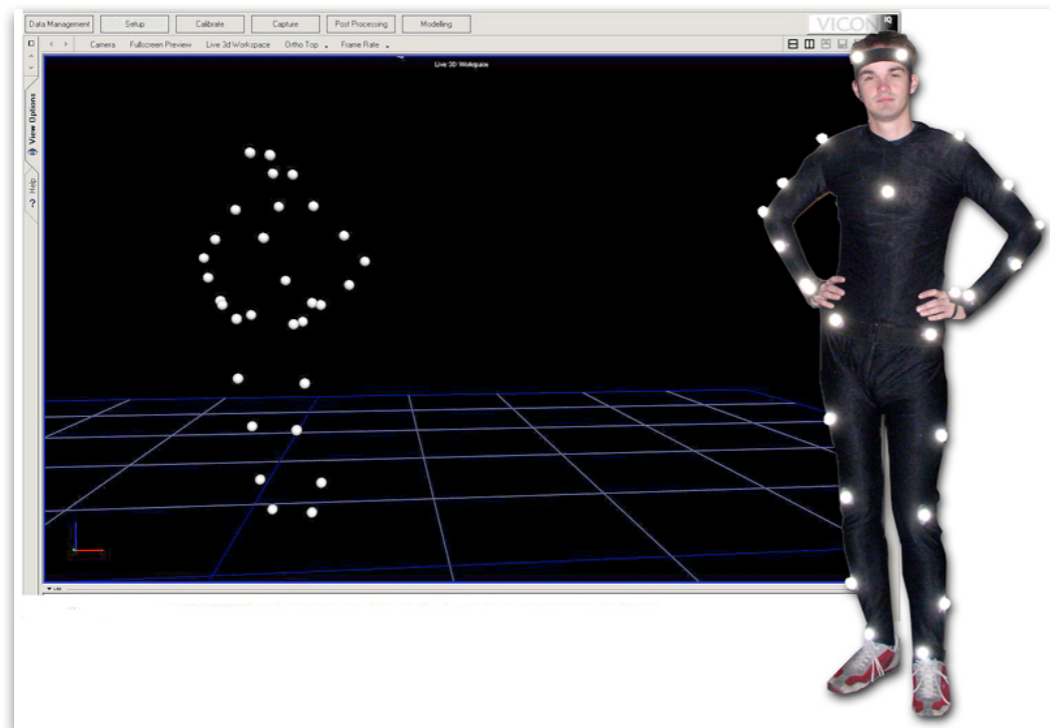 Data Management Setup Calibrate Capture Post Processing Modelling
VICON IQ
Camera Fullscreen Preview Live 3d Workspace Ortho Top Frame Rate
Live 3D Workspace
View Options
? Help